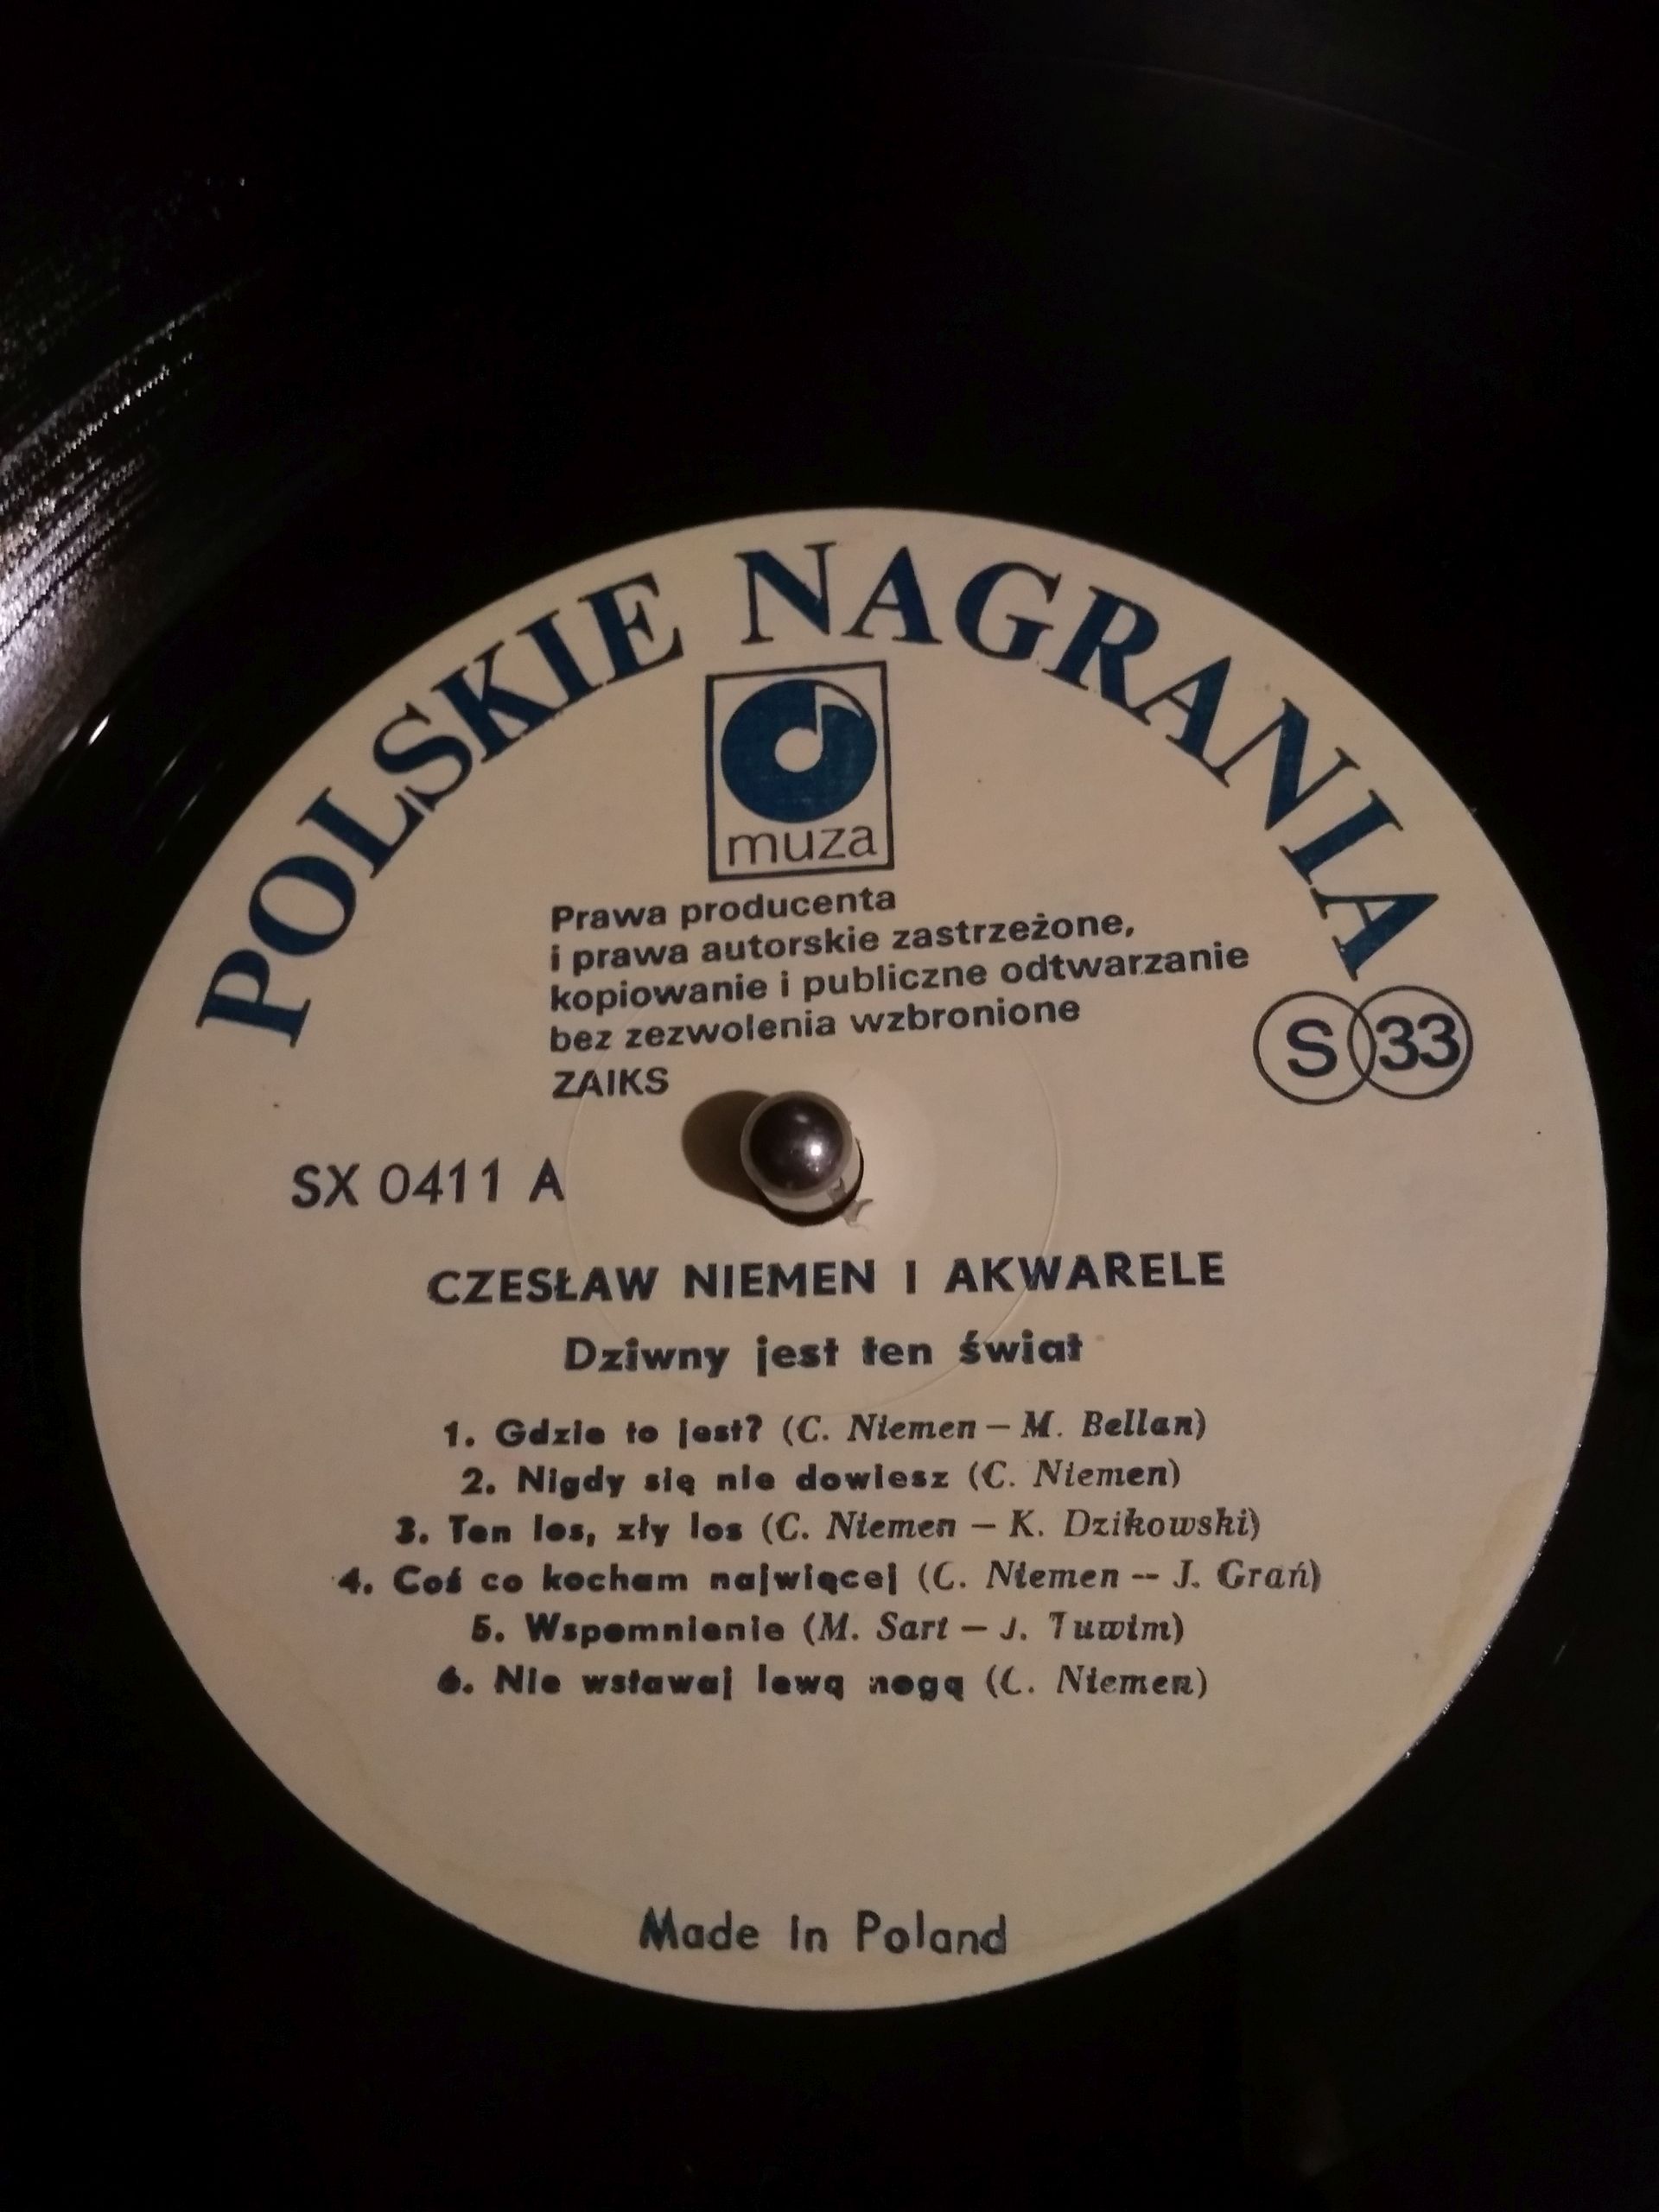 POLSKIE NAGRANIA
muza
Prawa producenta
i prawa autorskie zastrzeżone,
kopiowanie i publiczne odtwarzanie
bez zezwolenia wzbronione
ZAIKS
S 33
SX 0411 A
CZESŁAW NIEMEN I AKWARELE
Dziwny jest ten świat
1. Gdzie to jest? (C. Niemen – M. Bellan)
2. Nigdy się nie dowiesz (C. Niemen)
3. Ten los, zły los (C. Niemen – K. Dzikowski)
4. Coś co kocham najwięcej (C. Niemen – J. Grań)
5. Wspomnienie (M. Sart – J. Tuwim)
6. Nie wstawaj lewą nogą (C. Niemen)
Made in Poland